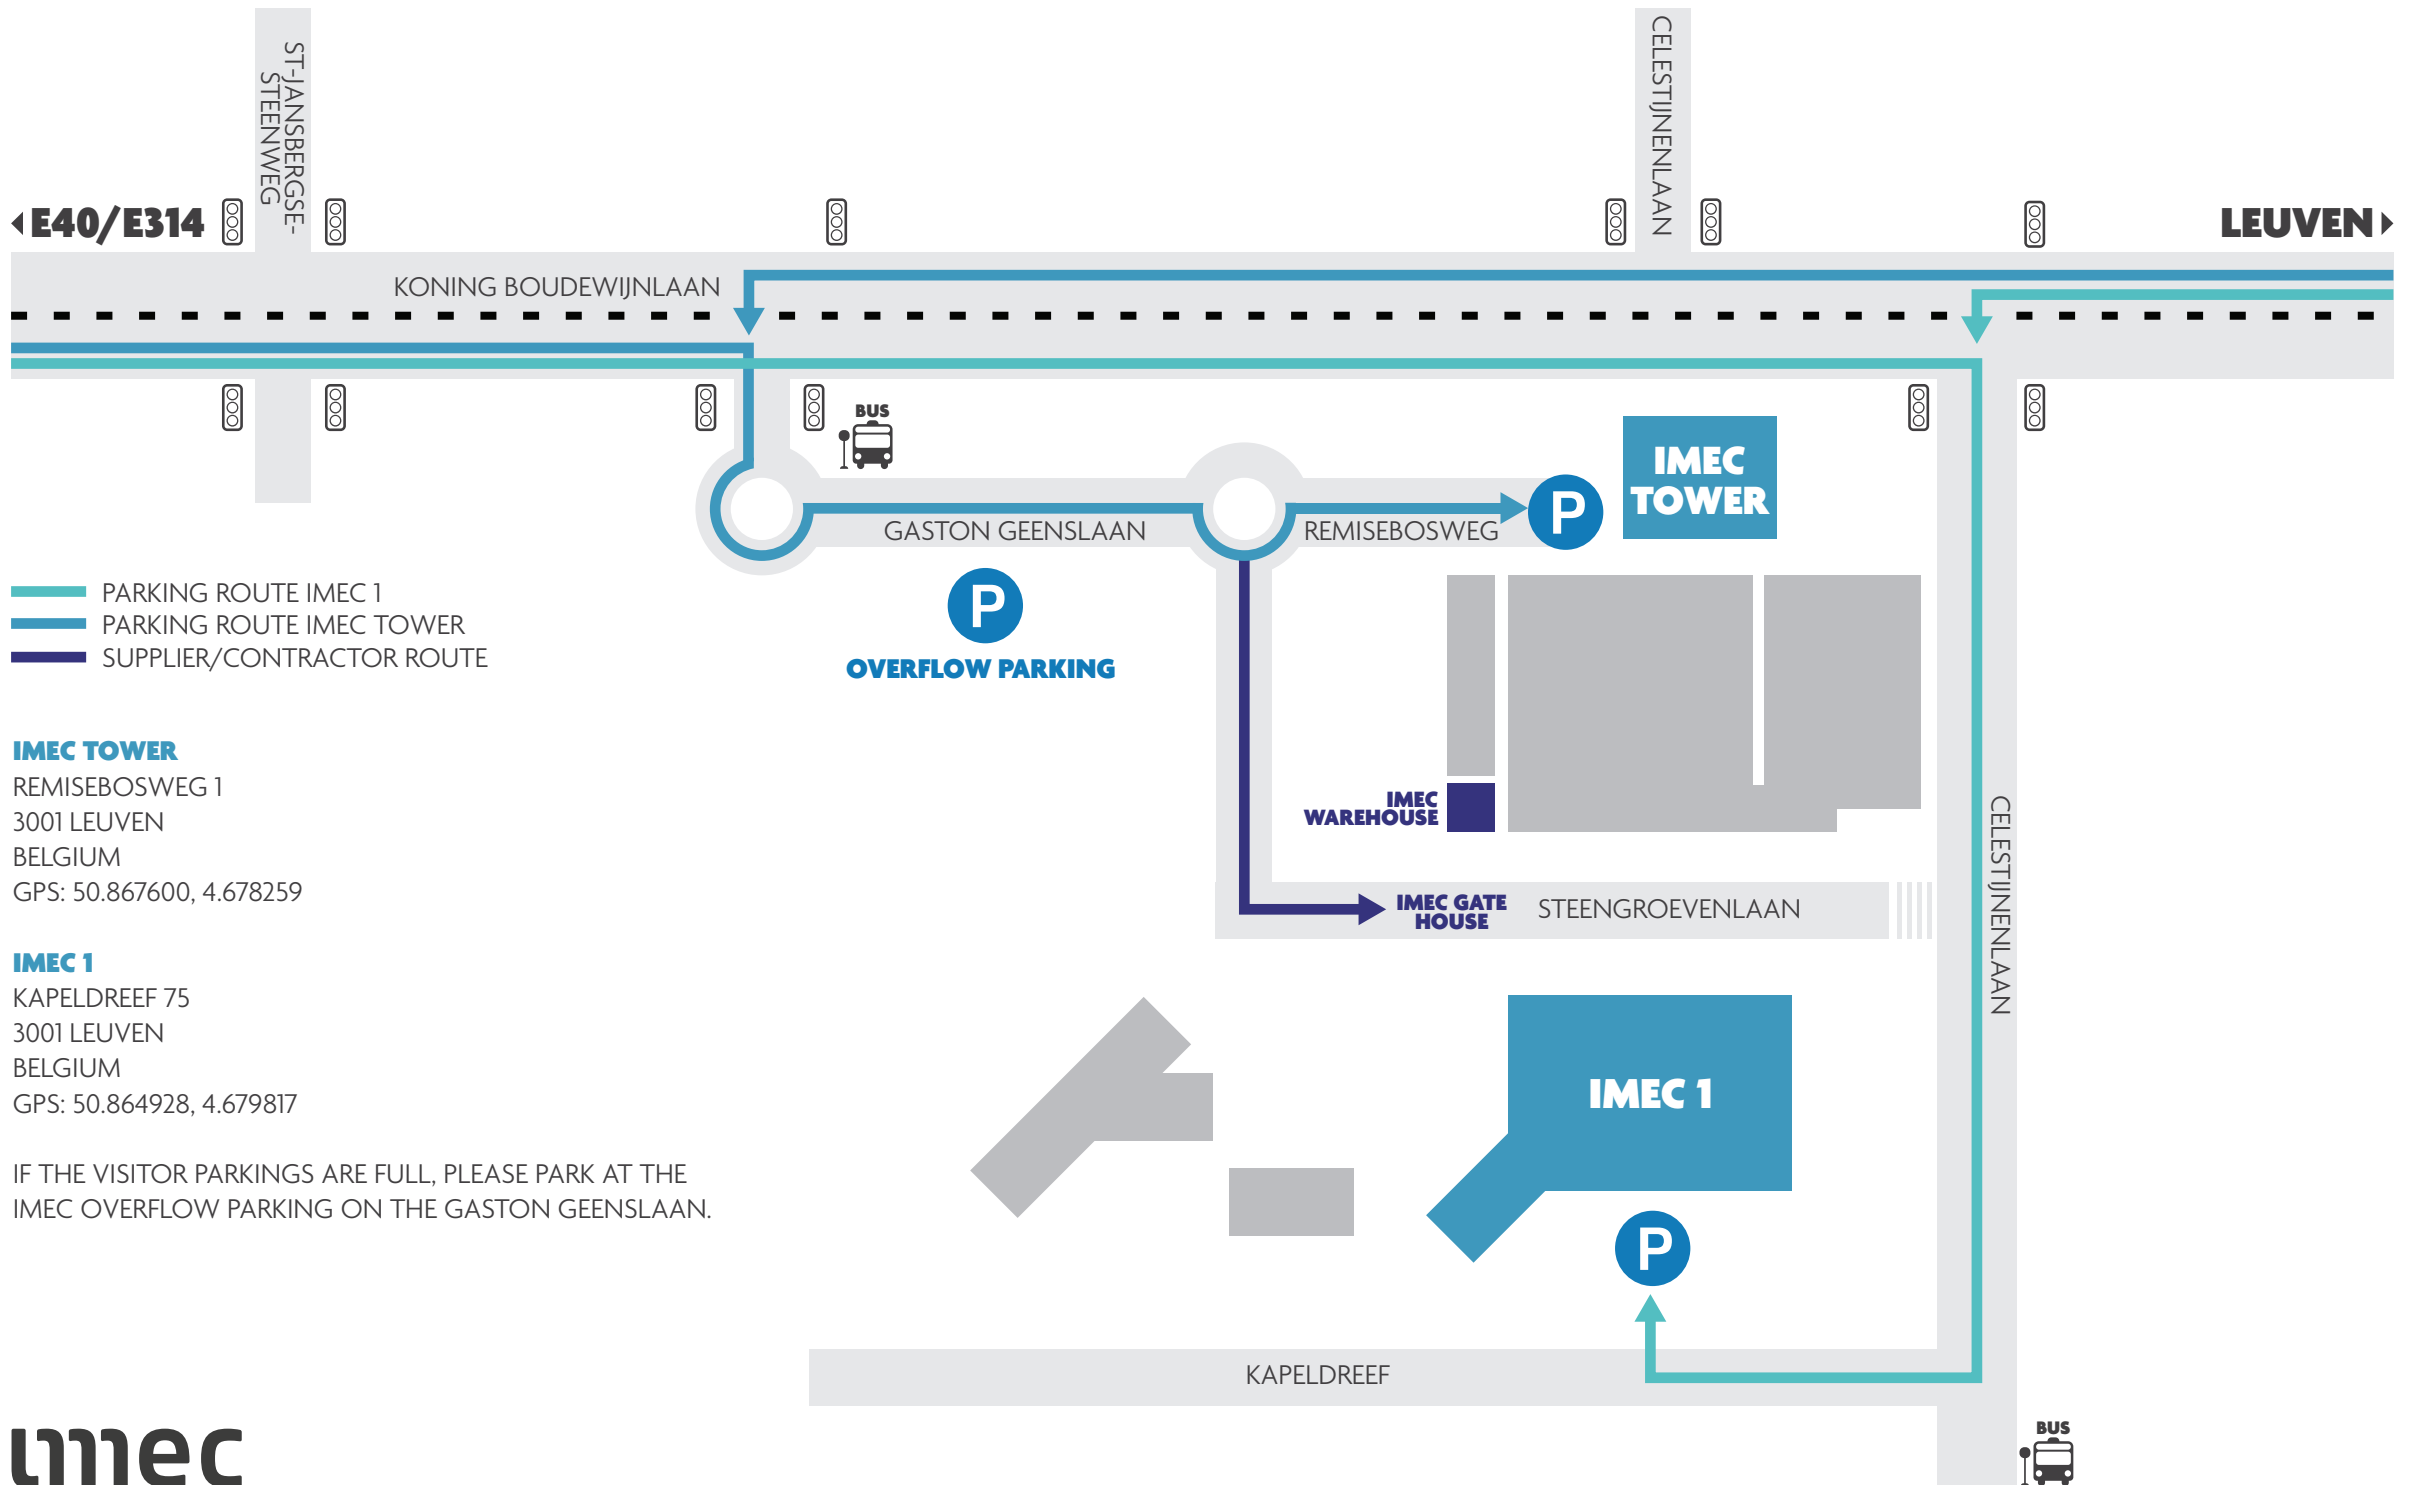 ST-JANSBERGSE-
STEENWEG
CELESTIJNENLAAN
E40/E314
LEUVEN
KONING BOUDEWIJNLAAN
BUS
IMEC
TOWER
P
GASTON GEENSLAAN
REMISEBOSWEG
P
OVERFLOW PARKING
PARKING ROUTE IMEC 1
PARKING ROUTE IMEC TOWER
SUPPLIER/CONTRACTOR ROUTE
IMEC TOWER
REMISEBOSWEG 1
3001 LEUVEN
BELGIUM
GPS: 50.867600, 4.678259
IMEC
WAREHOUSE
IMEC GATE
HOUSE
STEENGROEVENLAAN
CELESTIJNENLAAN
IMEC 1
KAPELDREEF 75
3001 LEUVEN
BELGIUM
GPS: 50.864928, 4.679817
IMEC 1
P
IF THE VISITOR PARKINGS ARE FULL, PLEASE PARK AT THE
IMEC OVERFLOW PARKING ON THE GASTON GEENSLAAN.
KAPELDREEF
BUS
imec